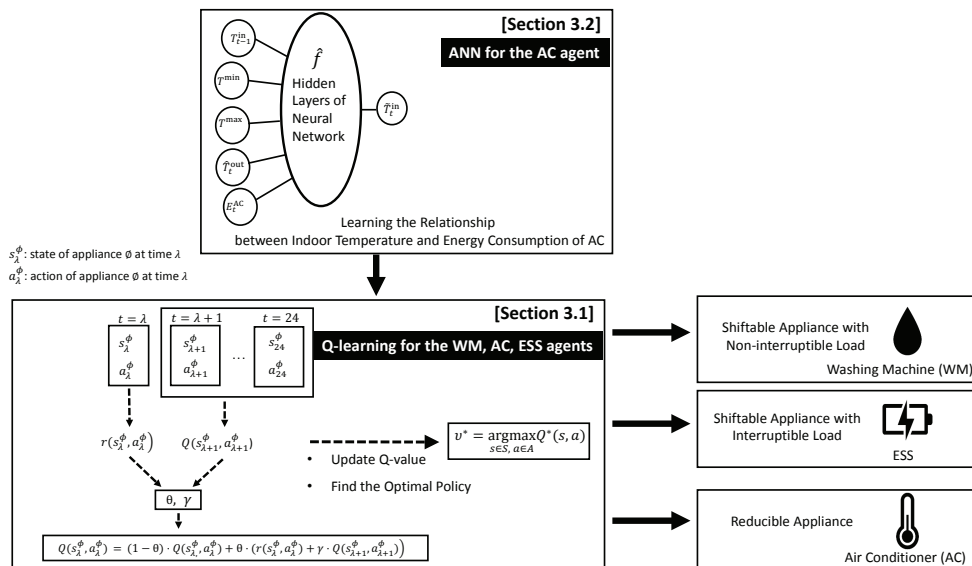 [Section 3.2]
ANN for the AC agent
T_{t-1}^{in}
T^{min}
T^{max}
T̂_t^{out}
E_t^{AC}
f̂
Hidden
Layers of
Neural
Network
T̃_t^{in}
Learning the Relationship
between Indoor Temperature and Energy Consumption of AC
s_λ^ϕ: state of appliance ∅ at time λ
a_λ^ϕ: action of appliance ∅ at time λ
[Section 3.1]
Q-learning for the WM, AC, ESS agents
t = λ
t = λ + 1
t = 24
s_λ^ϕ
s_{λ+1}^ϕ
…
s_{24}^ϕ
a_λ^ϕ
a_{λ+1}^ϕ
a_{24}^ϕ
r(s_λ^ϕ, a_λ^ϕ)
Q(s_{λ+1}^ϕ, a_{λ+1}^ϕ)
θ, γ
Q(s_λ^ϕ, a_λ^ϕ) = (1 − θ) · Q(s_λ^ϕ, a_λ^ϕ) + θ · (r(s_λ^ϕ, a_λ^ϕ) + γ · Q(s_{λ+1}^ϕ, a_{λ+1}^ϕ))
• Update Q-value
• Find the Optimal Policy
υ* = argmax Q*(s, a)
s∈S, a∈A
Shiftable Appliance with
Non-interruptible Load
Washing Machine (WM)
Shiftable Appliance with
Interruptible Load
ESS
Reducible Appliance
Air Conditioner (AC)